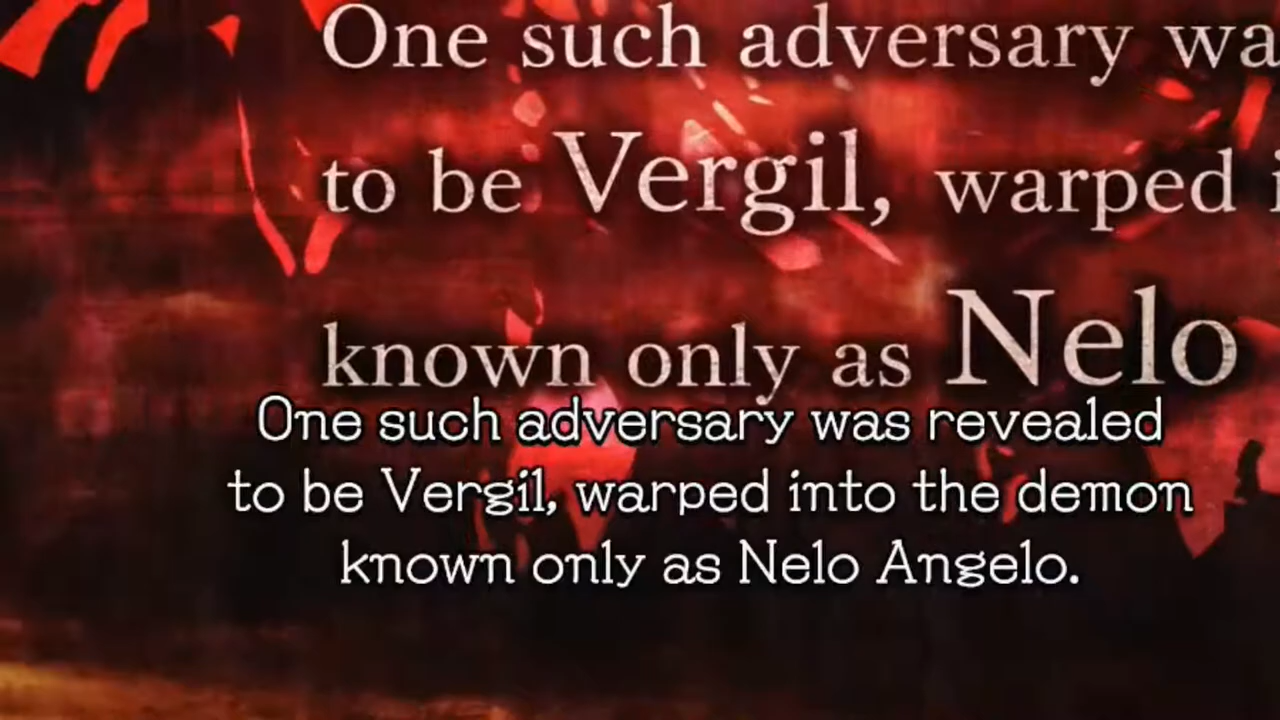 One such adversary wa
to be Vergil, warped i
known only as Nelo
One such adversary was revealed
to be Vergil, warped into the demon
known only as Nelo Angelo.